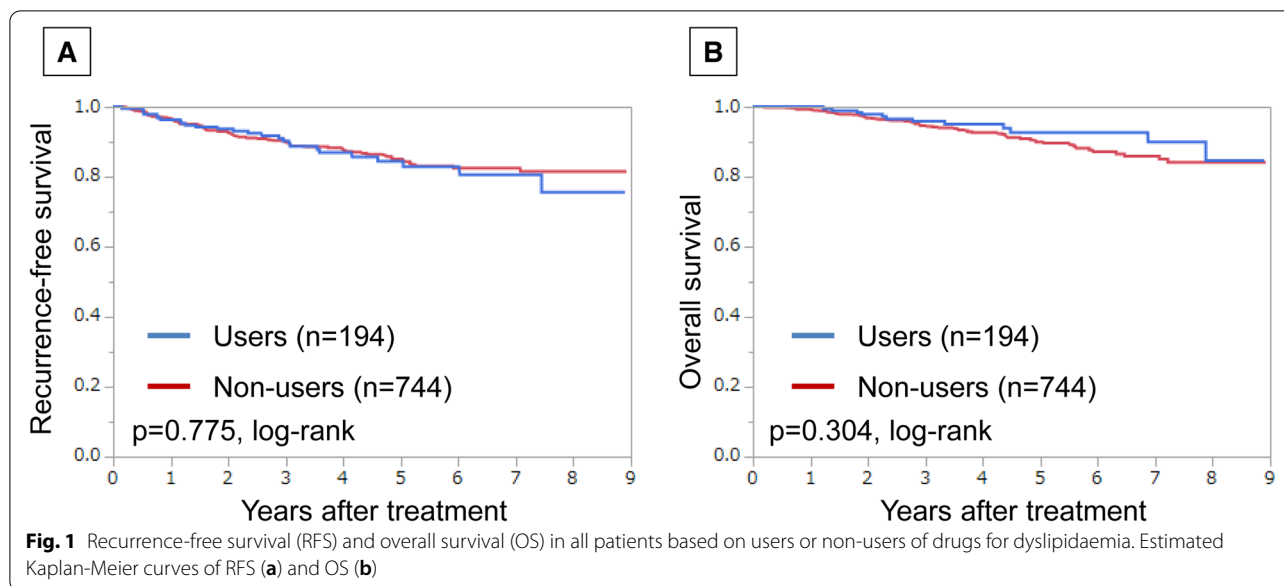 A
Recurrence-free survival
1.0
0.8
0.6
0.4
0.2
0.0
Users (n=194)
Non-users (n=744)
p=0.775, log-rank
0 1 2 3 4 5 6 7 8 9
Years after treatment
B
Overall survival
1.0
0.8
0.6
0.4
0.2
0.0
Users (n=194)
Non-users (n=744)
p=0.304, log-rank
0 1 2 3 4 5 6 7 8 9
Years after treatment
Fig. 1 Recurrence-free survival (RFS) and overall survival (OS) in all patients based on users or non-users of drugs for dyslipidaemia. Estimated
Kaplan-Meier curves of RFS (a) and OS (b)